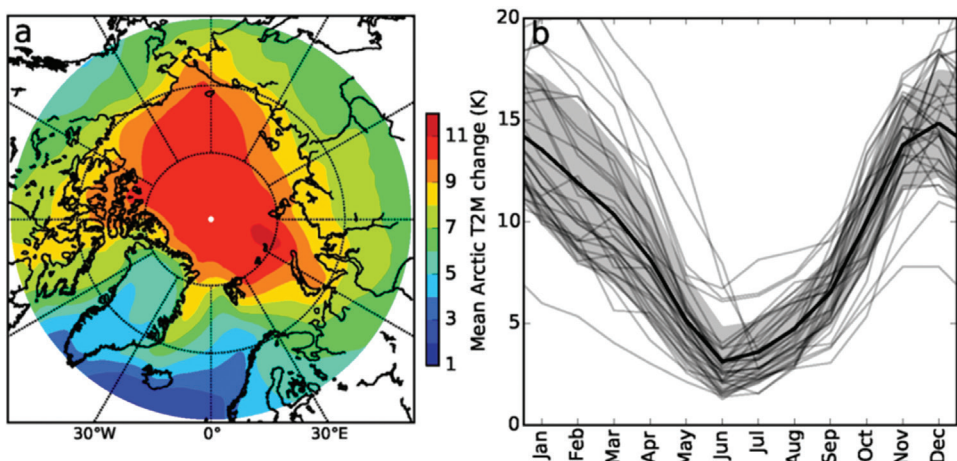 a
30°W
0°
30°E
11
9
7
5
3
1
Mean Arctic T2M change (K)
b
20
15
10
5
0
Jan
Feb
Mar
Apr
May
Jun
Jul
Aug
Sep
Oct
Nov
Dec